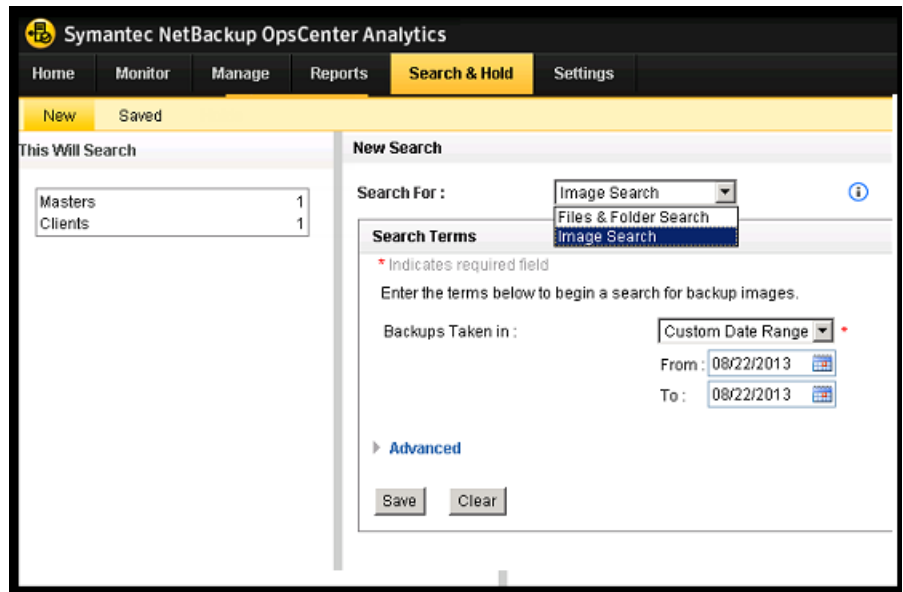 Symantec NetBackup OpsCenter Analytics
Home Monitor Manage Reports Search & Hold Settings
New Saved
This Will Search
Masters 1
Clients 1
New Search
Search For : Image Search
Files & Folder Search
Image Search
Search Terms
* Indicates required field
Enter the terms below to begin a search for backup images.
Backups Taken in : Custom Date Range *
From : 08/22/2013
To : 08/22/2013
Advanced
Save Clear